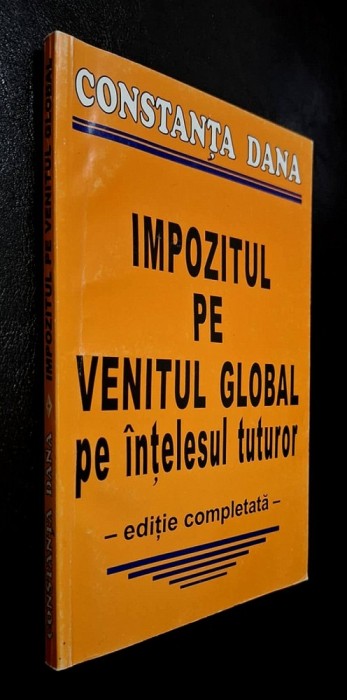 CONSTANȚA DANA
IMPOZITUL
PE
VENITUL GLOBAL
pe înțelesul tuturor
– ediție completată –
CONSTANȚA DANA ❖ IMPOZITUL PE VENITUL GLOBAL